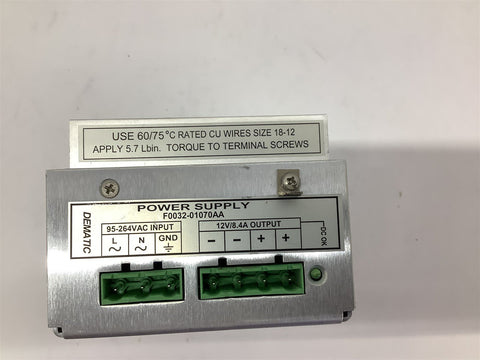 USE 60/75°C RATED CU WIRES SIZE 18-12
APPLY 5.7 Lbin. TORQUE TO TERMINAL SCREWS
POWER SUPPLY
F0032-01070AA
DEMATIC
95-264VAC INPUT
L N GND
12V/8.4A OUTPUT
− − + +
DC OK